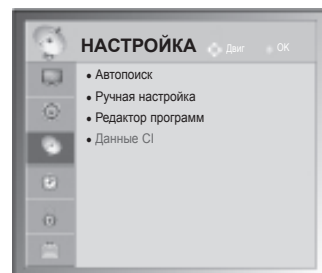 НАСТРОЙКА Двиг OK
• Автопоиск
• Ручная настройка
• Редактор программ
• Данные CI